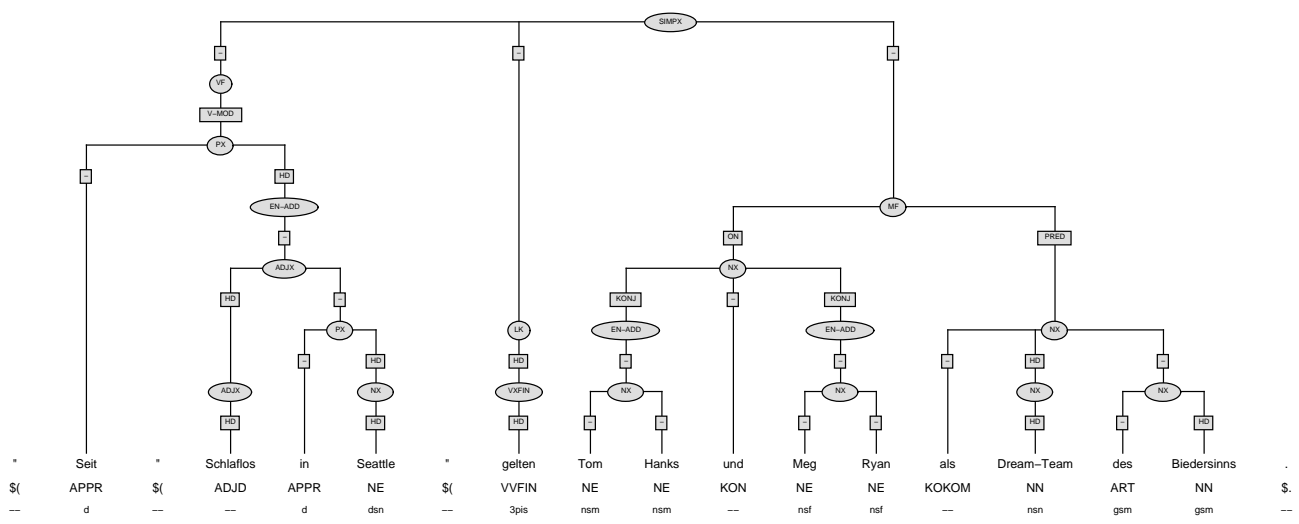 SIMPX
– – –
VF
V–MOD
PX
– HD
EN–ADD MF
– ON PRED
ADJX NX
HD – KONJ – KONJ
PX LK EN–ADD EN–ADD NX
– HD HD – – – HD –
ADJX NX VXFIN NX NX NX NX
HD HD HD – – – – HD – HD
" Seit " Schlaflos in Seattle " gelten Tom Hanks und Meg Ryan als Dream–Team des Biedersinns .
$( APPR $( ADJD APPR NE $( VVFIN NE NE KON NE NE KOKOM NN ART NN $.
–– d –– –– d dsn –– 3pis nsm nsm –– nsf nsf –– nsn gsm gsm ––